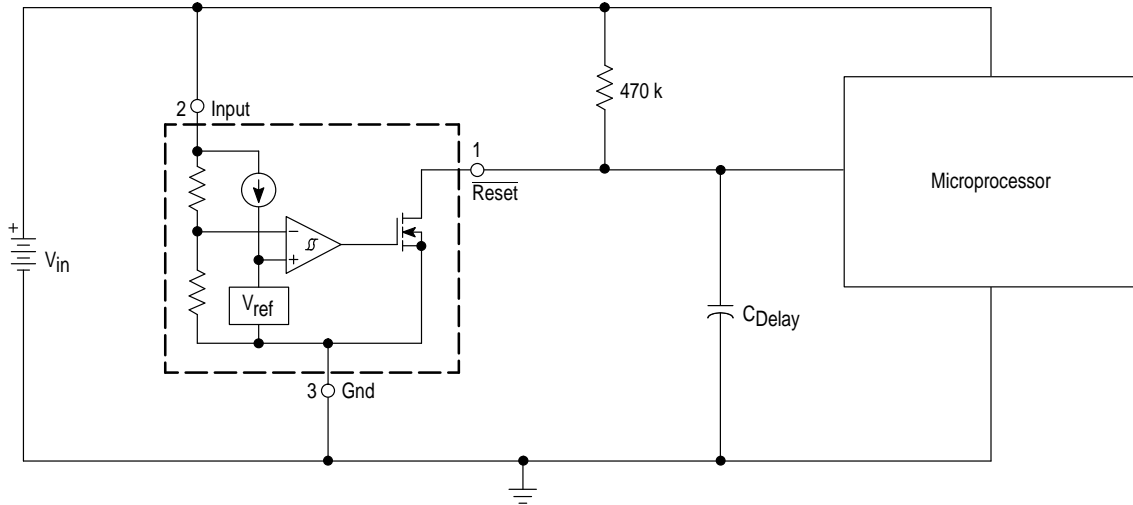 470 k
2 Input
1
Reset
Microprocessor
+
Vin
−
+
Vref
CDelay
3 Gnd